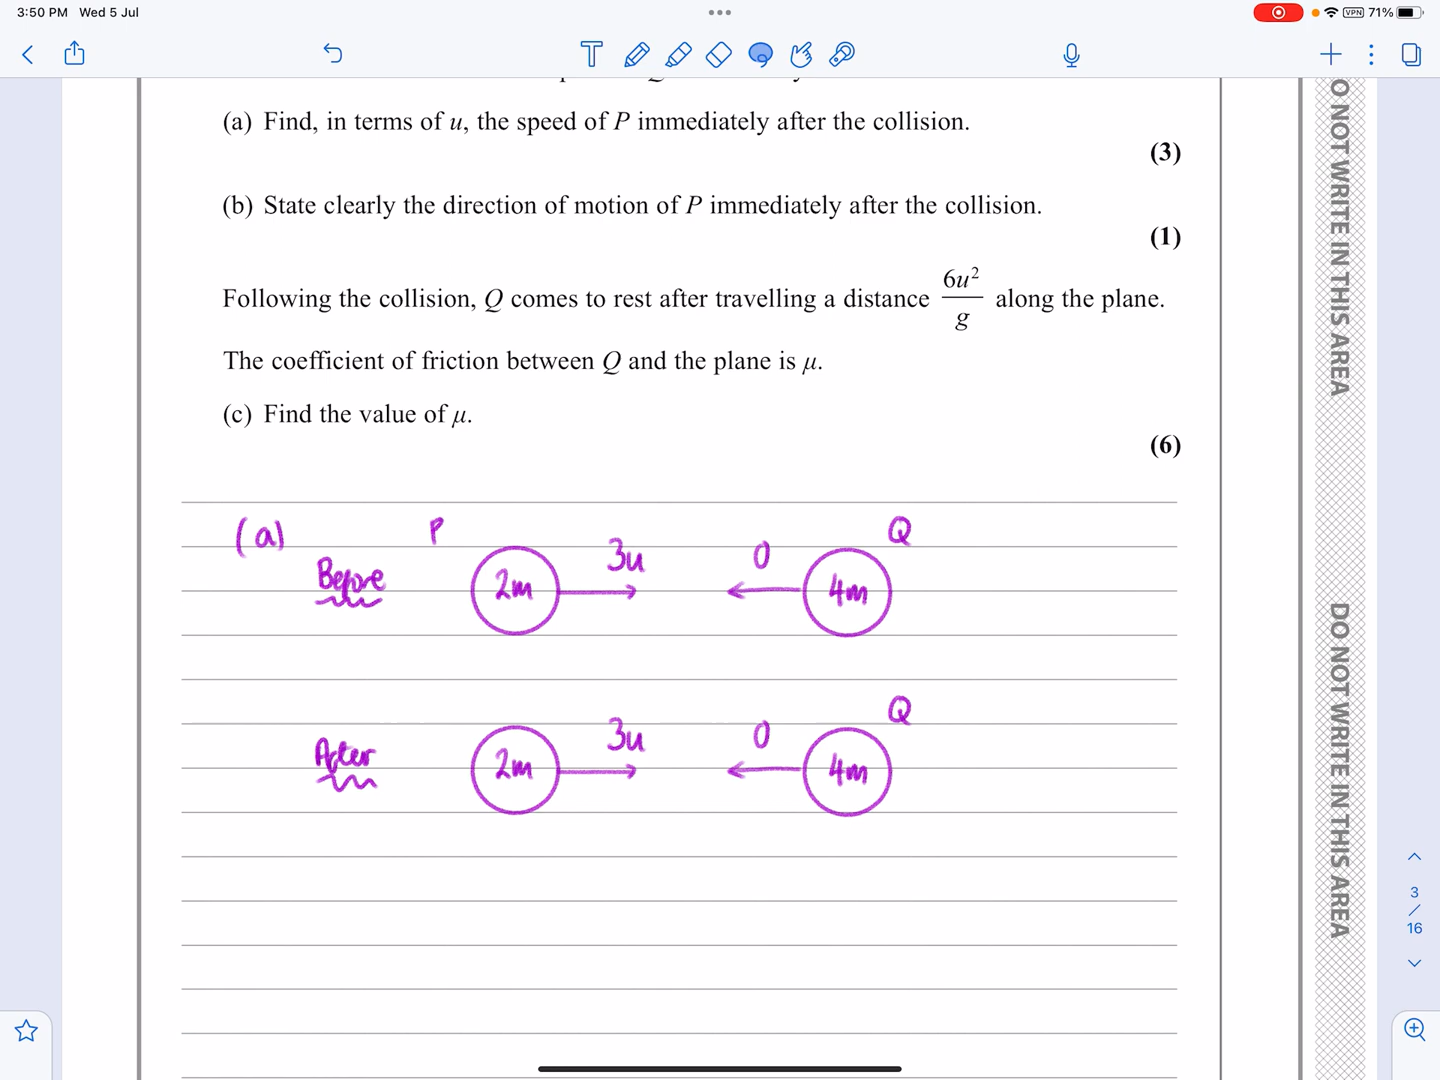 3:50 PM Wed 5 Jul
VPN 71%
(a) Find, in terms of u, the speed of P immediately after the collision.
(3)
(b) State clearly the direction of motion of P immediately after the collision.
(1)
Following the collision, Q comes to rest after travelling a distance 6u²/g along the plane.
The coefficient of friction between Q and the plane is μ.
(c) Find the value of μ.
(6)
(a) P Q
Before 2m 3u 0 4m
Q
After 2m 3u 0 4m
O NOT WRITE IN THIS AREA
DO NOT WRITE IN THIS AREA
3
/
16